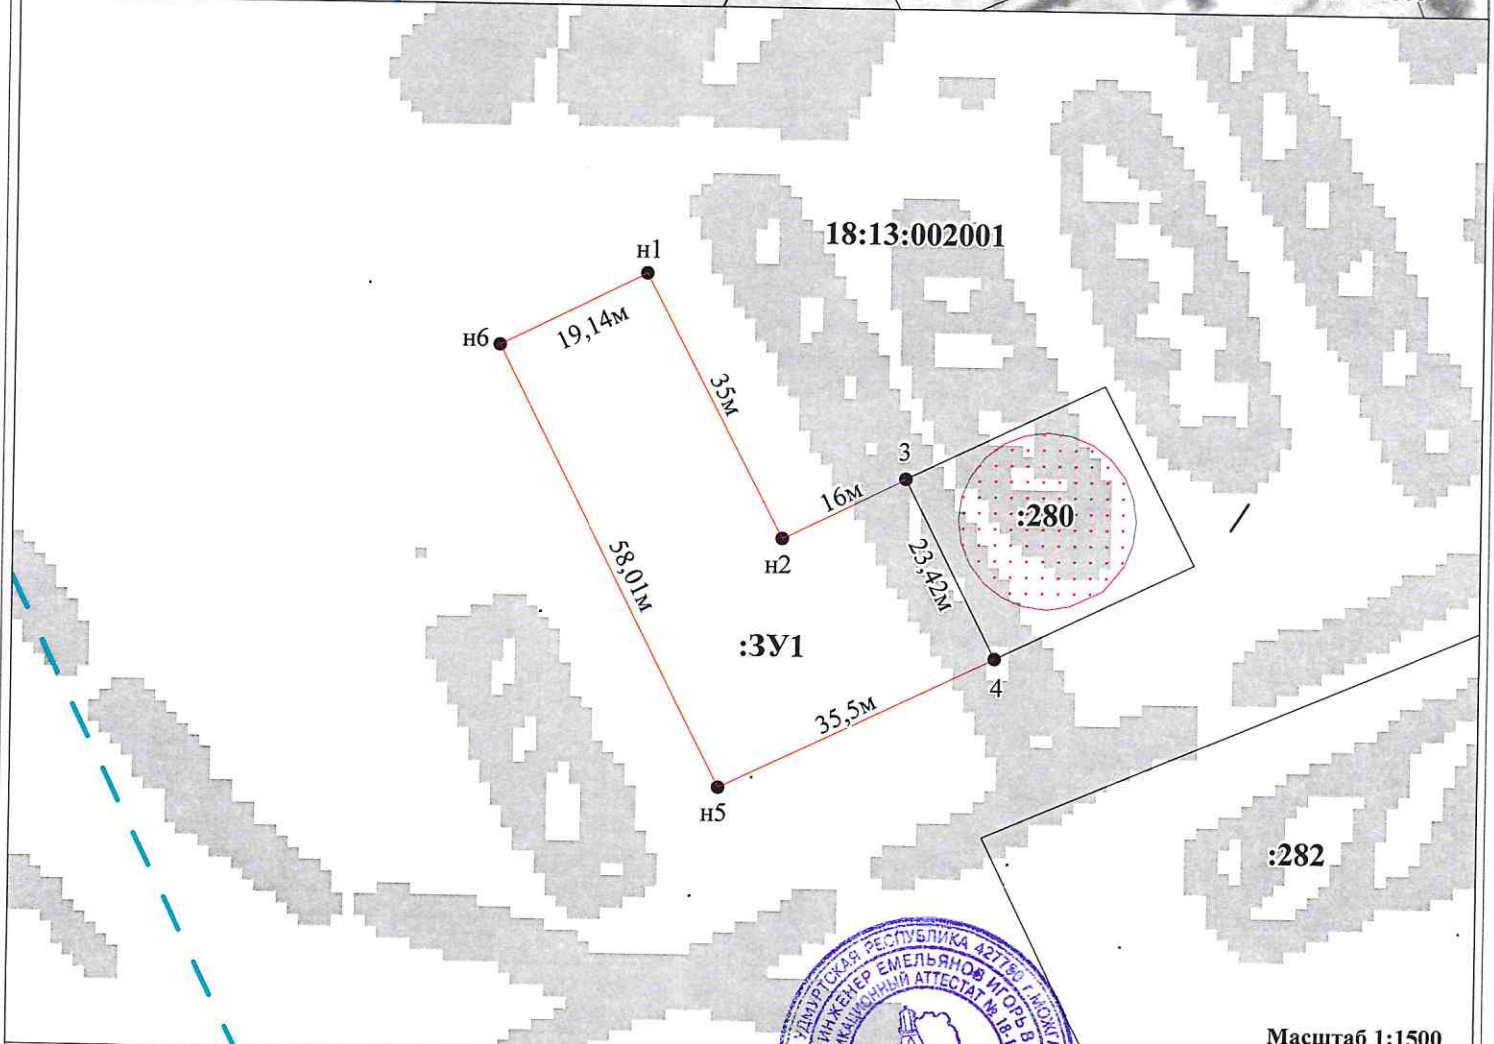 18:13:002001
н1
19,14м
н6
35м
3
16м
:280
н2
58,01м
23,42м
:ЗУ1
4
35,5м
н5
:282
УДМУРТСКАЯ РЕСПУБЛИКА 427790 г.МОЖГА
ИНЖЕНЕР ЕМЕЛЬЯНОВ ИГОРЬ В
АТТЕСТАТ № 18-
Масштаб 1:1500